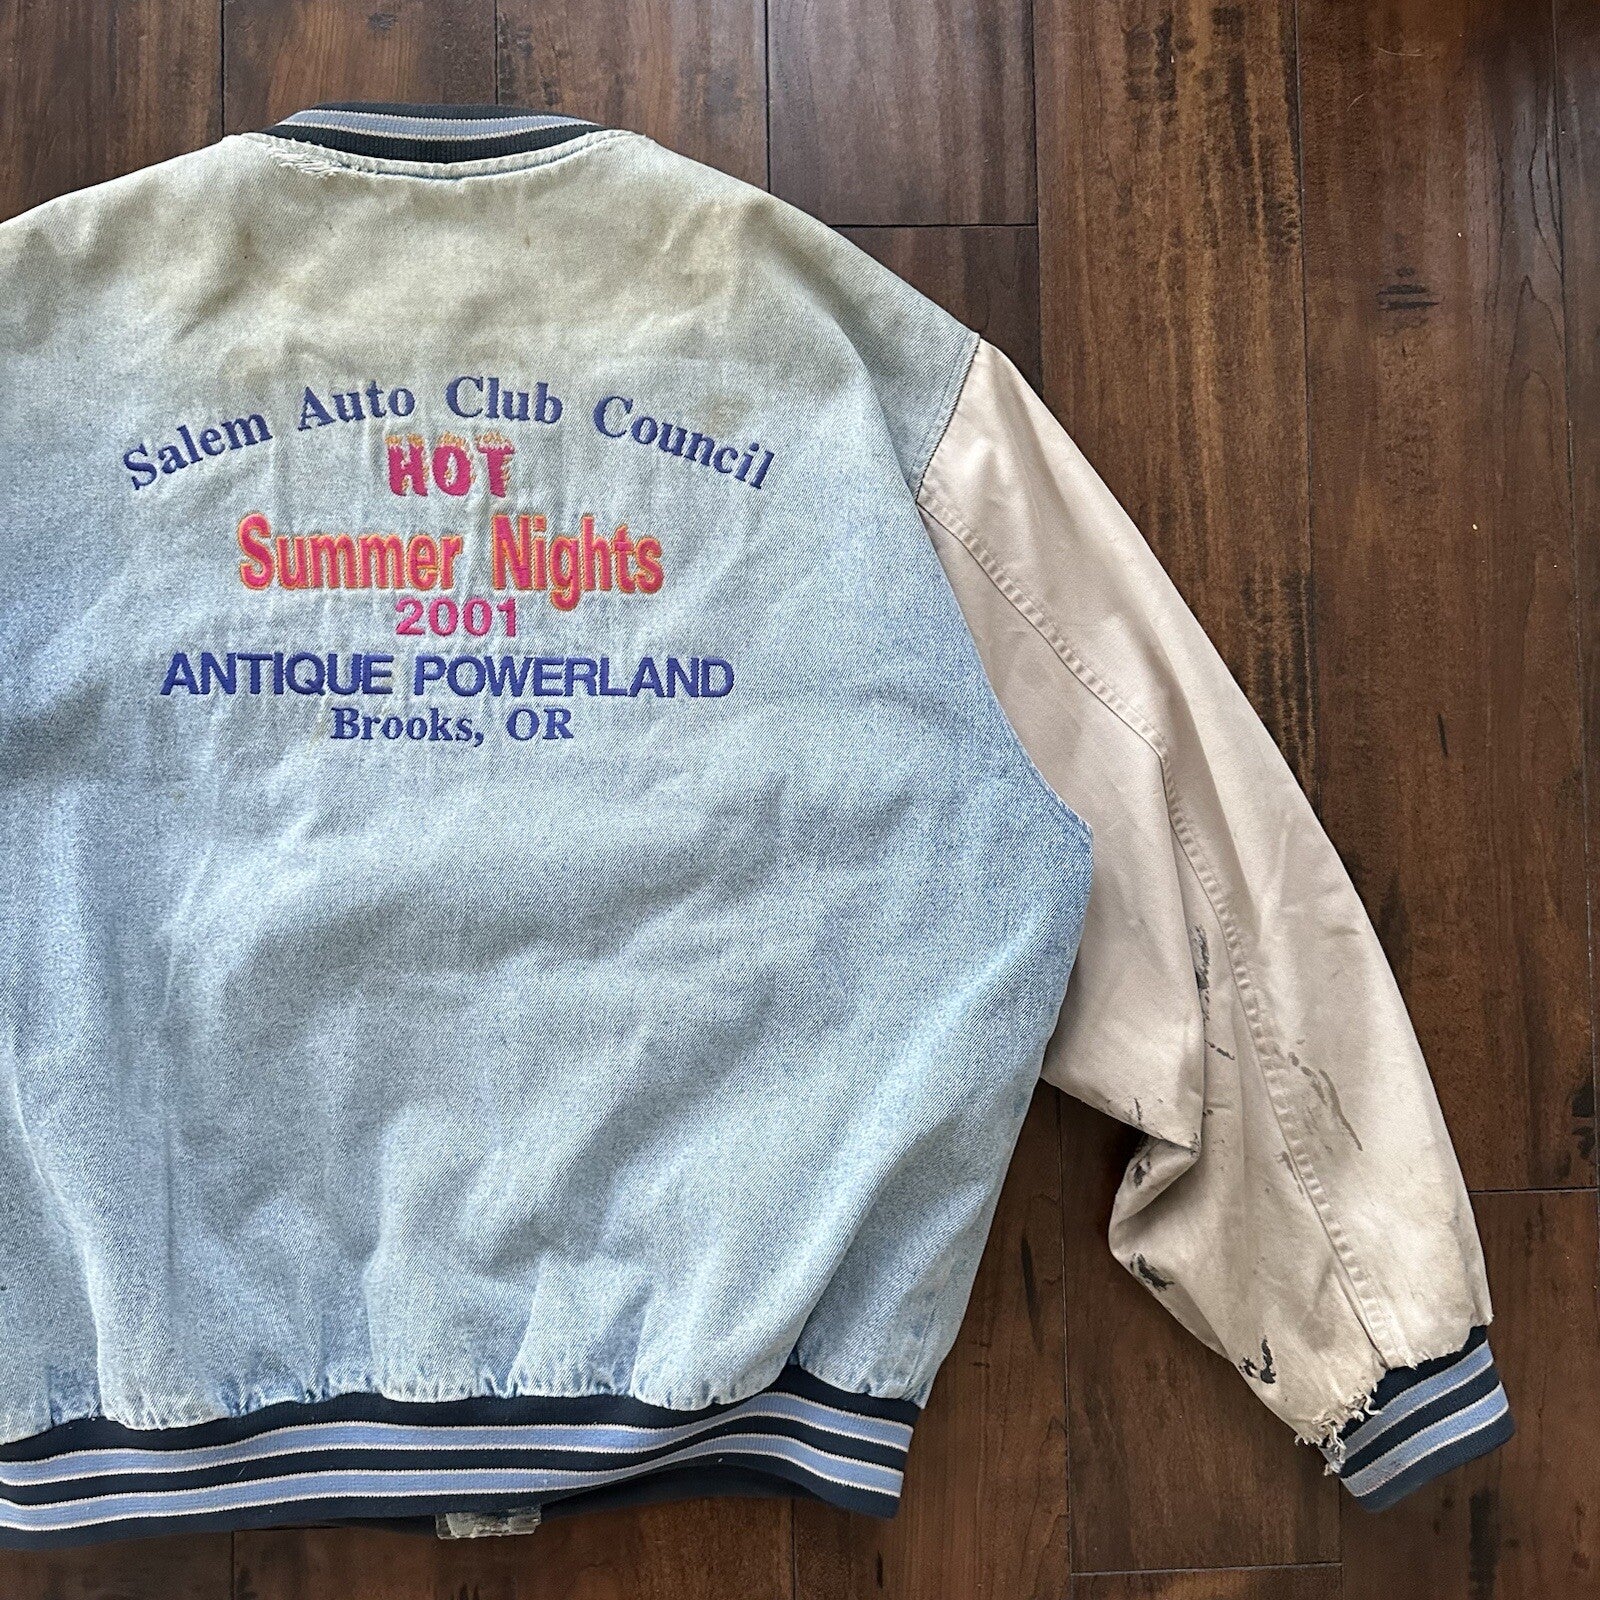 Salem Auto Club Council
HOT
Summer Nights
2001
ANTIQUE POWERLAND
Brooks, OR